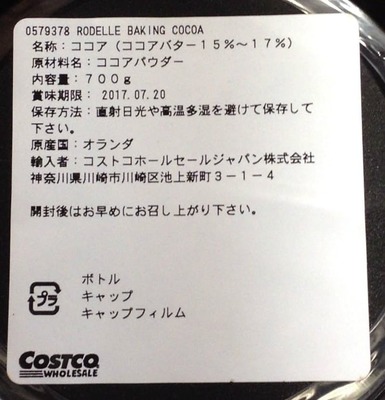 0579378 RODELLE BAKING COCOA
名称：ココア（ココアバター１５％～１７％）
原材料名：ココアパウダー
内容量：７００ｇ
賞味期限： 2017.07.20
保存方法：直射日光や高温多湿を避けて保存して
下さい。
原産国：オランダ
輸入者：コストコホールセールジャパン株式会社
神奈川県川崎市川崎区池上新町３－１－４
開封後はお早めにお召し上がり下さい。
プラ
ボトル
キャップ
キャップフィルム
COSTCO
WHOLESALE